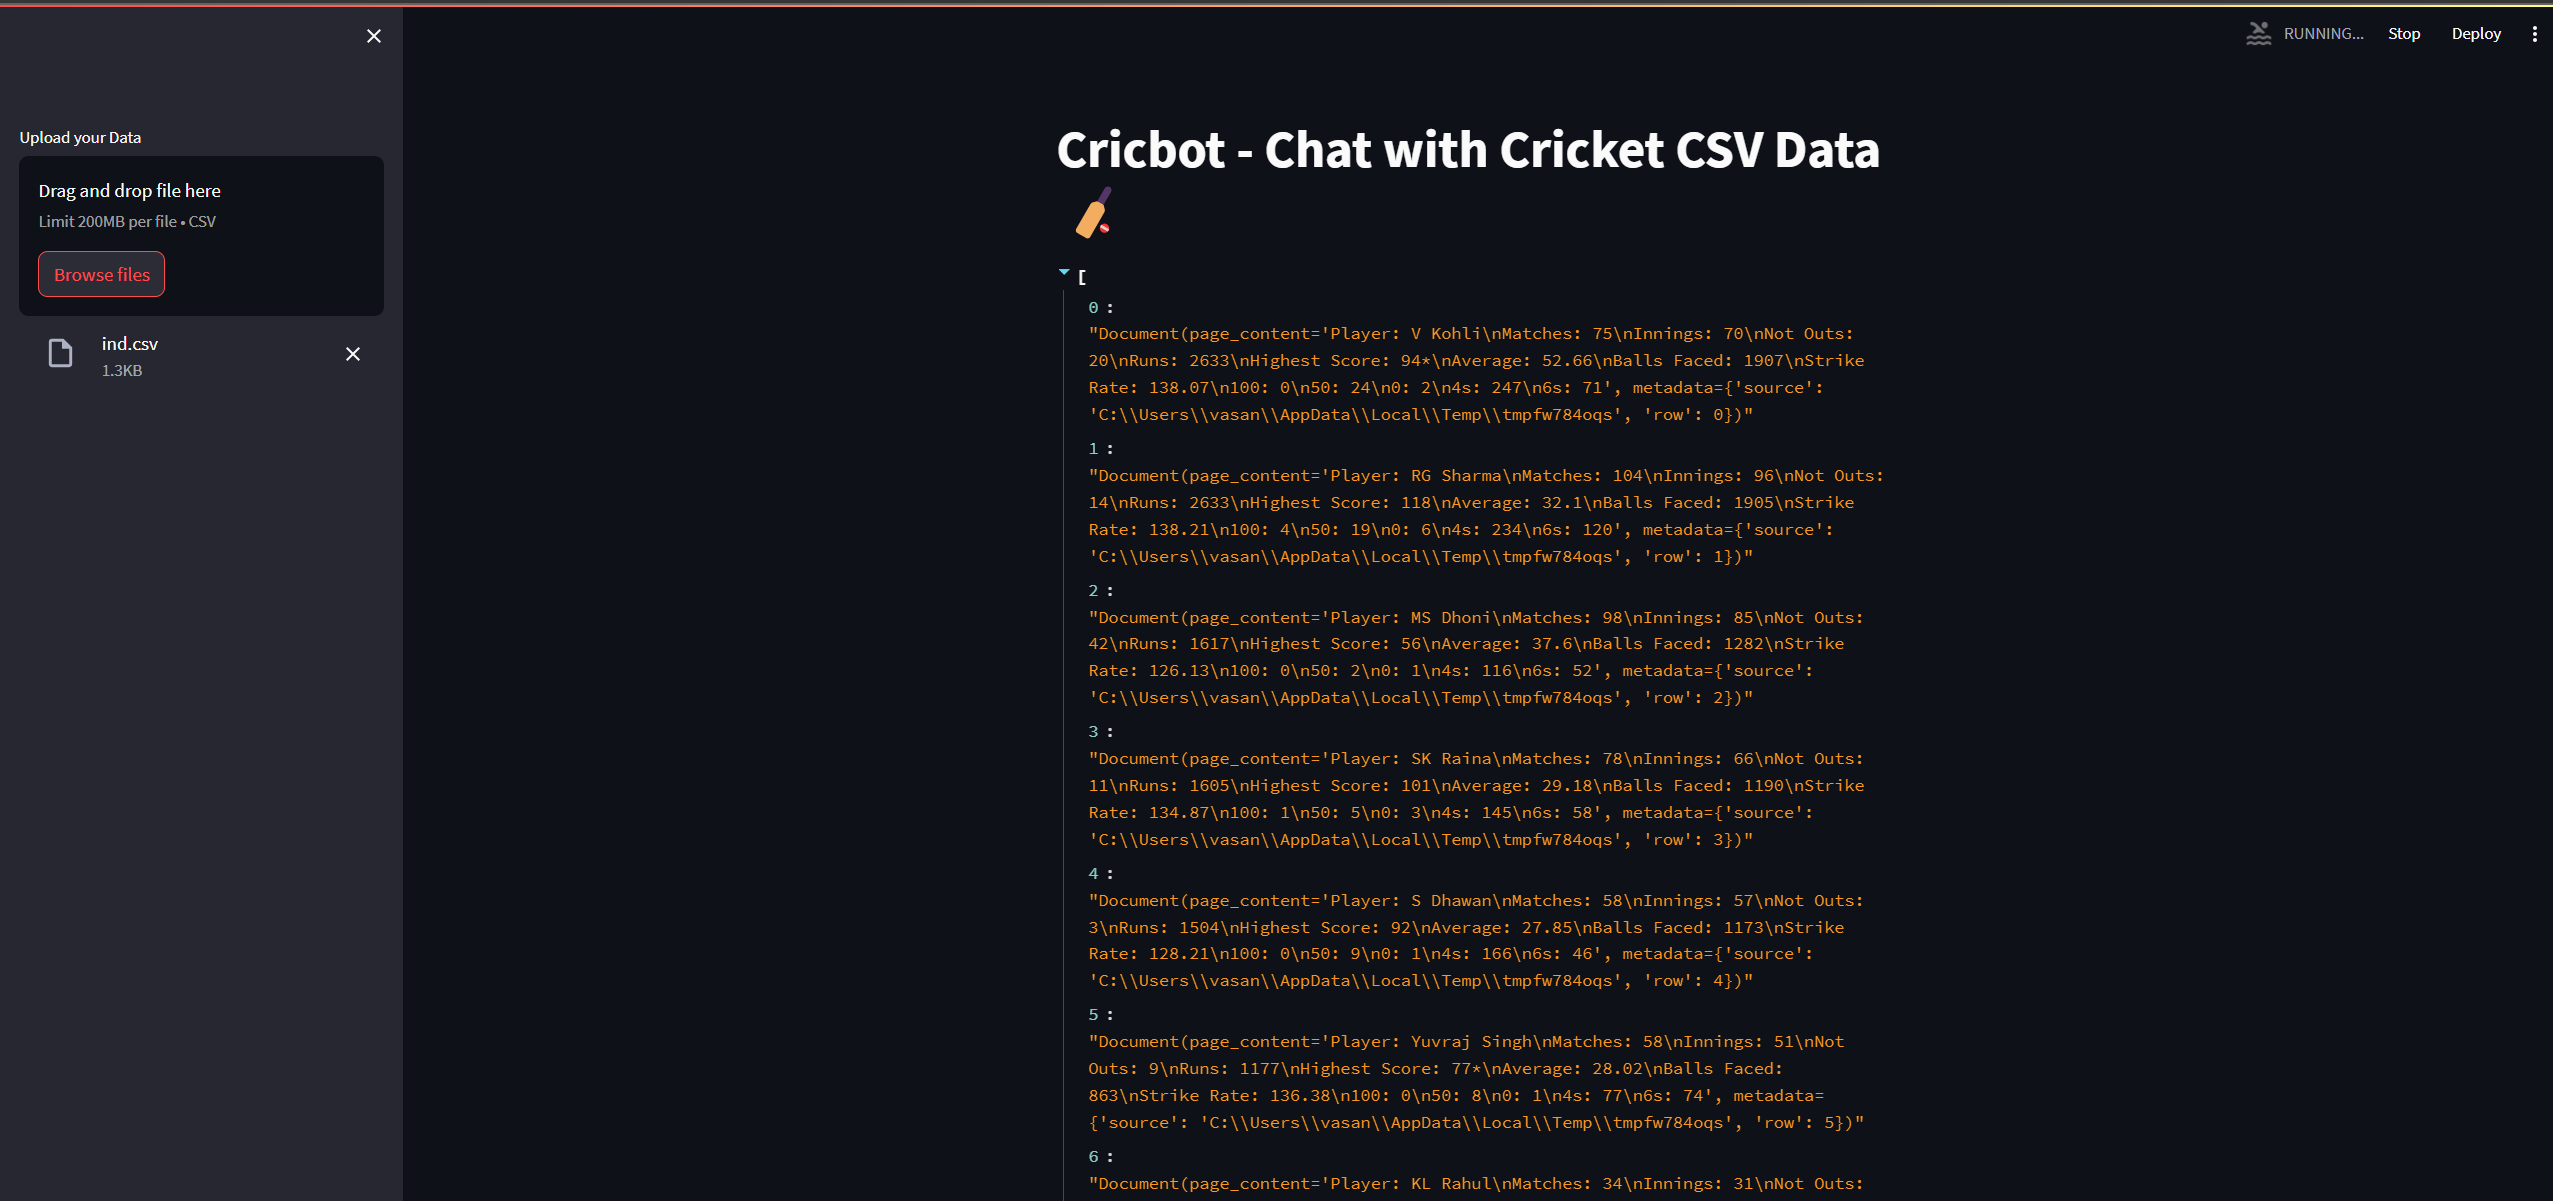 RUNNING...
Stop
Deploy
Upload your Data
Drag and drop file here
Limit 200MB per file • CSV
Browse files
ind.csv
1.3KB
Cricbot - Chat with Cricket CSV Data
[
0 :
"Document(page_content='Player: V Kohli\nMatches: 75\nInnings: 70\nNot Outs:
20\nRuns: 2633\nHighest Score: 94*\nAverage: 52.66\nBalls Faced: 1907\nStrike
Rate: 138.07\n100: 0\n50: 24\n0: 2\n4s: 247\n6s: 71', metadata={'source':
'C:\\Users\\vasan\\AppData\\Local\\Temp\\tmpfw784oqs', 'row': 0})"
1 :
"Document(page_content='Player: RG Sharma\nMatches: 104\nInnings: 96\nNot Outs:
14\nRuns: 2633\nHighest Score: 118\nAverage: 32.1\nBalls Faced: 1905\nStrike
Rate: 138.21\n100: 4\n50: 19\n0: 6\n4s: 234\n6s: 120', metadata={'source':
'C:\\Users\\vasan\\AppData\\Local\\Temp\\tmpfw784oqs', 'row': 1})"
2 :
"Document(page_content='Player: MS Dhoni\nMatches: 98\nInnings: 85\nNot Outs:
42\nRuns: 1617\nHighest Score: 56\nAverage: 37.6\nBalls Faced: 1282\nStrike
Rate: 126.13\n100: 0\n50: 2\n0: 1\n4s: 116\n6s: 52', metadata={'source':
'C:\\Users\\vasan\\AppData\\Local\\Temp\\tmpfw784oqs', 'row': 2})"
3 :
"Document(page_content='Player: SK Raina\nMatches: 78\nInnings: 66\nNot Outs:
11\nRuns: 1605\nHighest Score: 101\nAverage: 29.18\nBalls Faced: 1190\nStrike
Rate: 134.87\n100: 1\n50: 5\n0: 3\n4s: 145\n6s: 58', metadata={'source':
'C:\\Users\\vasan\\AppData\\Local\\Temp\\tmpfw784oqs', 'row': 3})"
4 :
"Document(page_content='Player: S Dhawan\nMatches: 58\nInnings: 57\nNot Outs:
3\nRuns: 1504\nHighest Score: 92\nAverage: 27.85\nBalls Faced: 1173\nStrike
Rate: 128.21\n100: 0\n50: 9\n0: 1\n4s: 166\n6s: 46', metadata={'source':
'C:\\Users\\vasan\\AppData\\Local\\Temp\\tmpfw784oqs', 'row': 4})"
5 :
"Document(page_content='Player: Yuvraj Singh\nMatches: 58\nInnings: 51\nNot
Outs: 9\nRuns: 1177\nHighest Score: 77*\nAverage: 28.02\nBalls Faced:
863\nStrike Rate: 136.38\n100: 0\n50: 8\n0: 1\n4s: 77\n6s: 74', metadata=
{'source': 'C:\\Users\\vasan\\AppData\\Local\\Temp\\tmpfw784oqs', 'row': 5})"
6 :
"Document(page_content='Player: KL Rahul\nMatches: 34\nInnings: 31\nNot Outs: